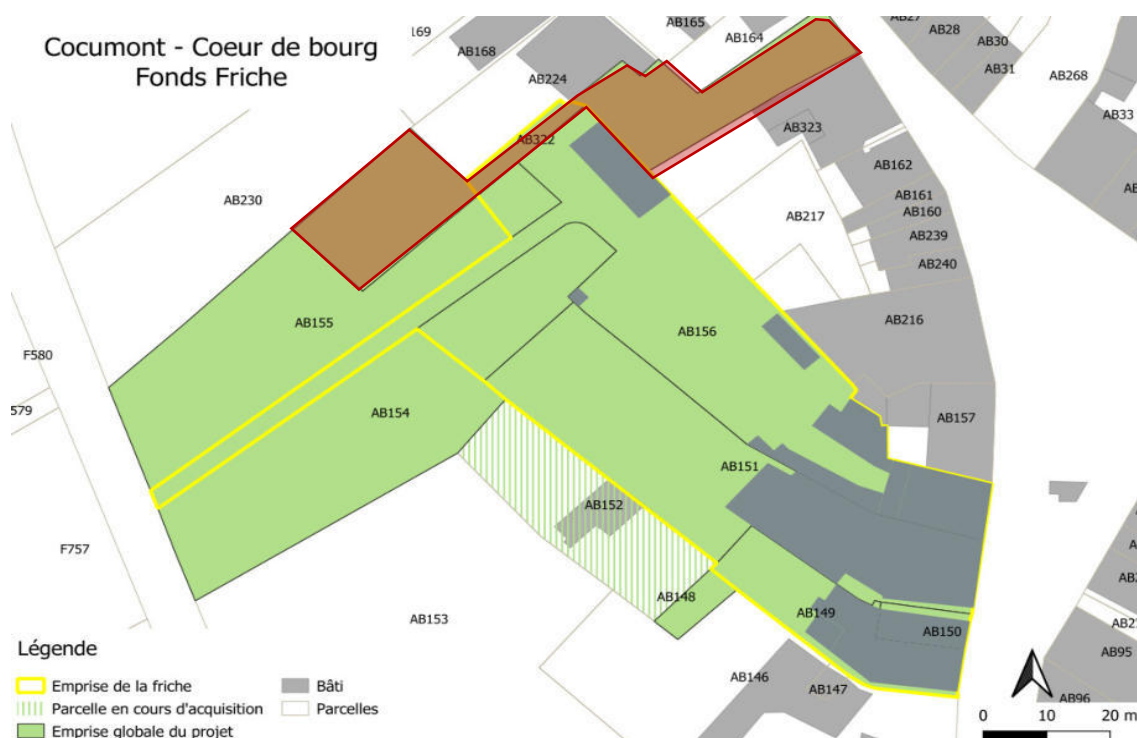 Cocumont - Coeur de bourg
Fonds Friche
169
AB168
AB165
AB164
AB224
AB28
AB30
AB31
AB268
AB33
AB322
AB323
AB162
AB161
AB160
AB239
AB240
AB230
AB217
AB216
AB155
AB156
F580
579
AB154
AB157
AB151
AB152
F757
AB153
AB148
AB149
AB150
AB146
AB147
AB95
AB96
Légende
Emprise de la friche
Parcelle en cours d'acquisition
Emprise globale du projet
Bâti
Parcelles
0 10 20 m